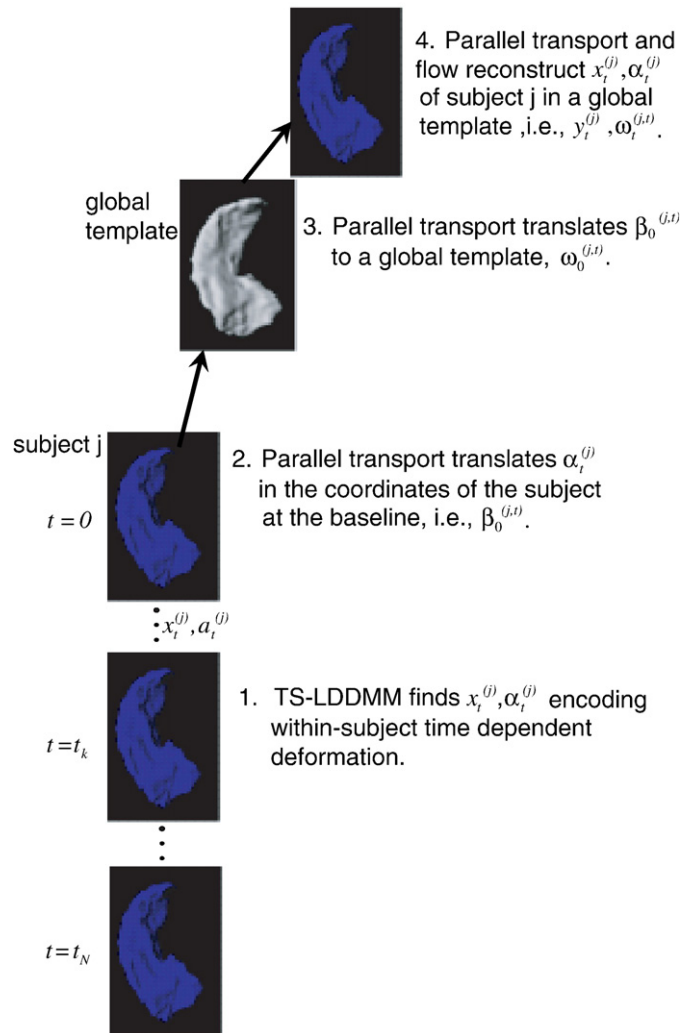 4. Parallel transport and
flow reconstruct x_t^(j),α_t^(j)
of subject j in a global
template ,i.e., y_t^(j) ,ω_t^(j,t).
global
template
3. Parallel transport translates β_0^(j,t)
to a global template, ω_0^(j,t).
subject j
t = 0
2. Parallel transport translates α_t^(j)
in the coordinates of the subject
at the baseline, i.e., β_0^(j,t).
x_t^(j),a_t^(j)
t=t_k
1. TS-LDDMM finds x_t^(j),α_t^(j) encoding
within-subject time dependent
deformation.
t=t_N